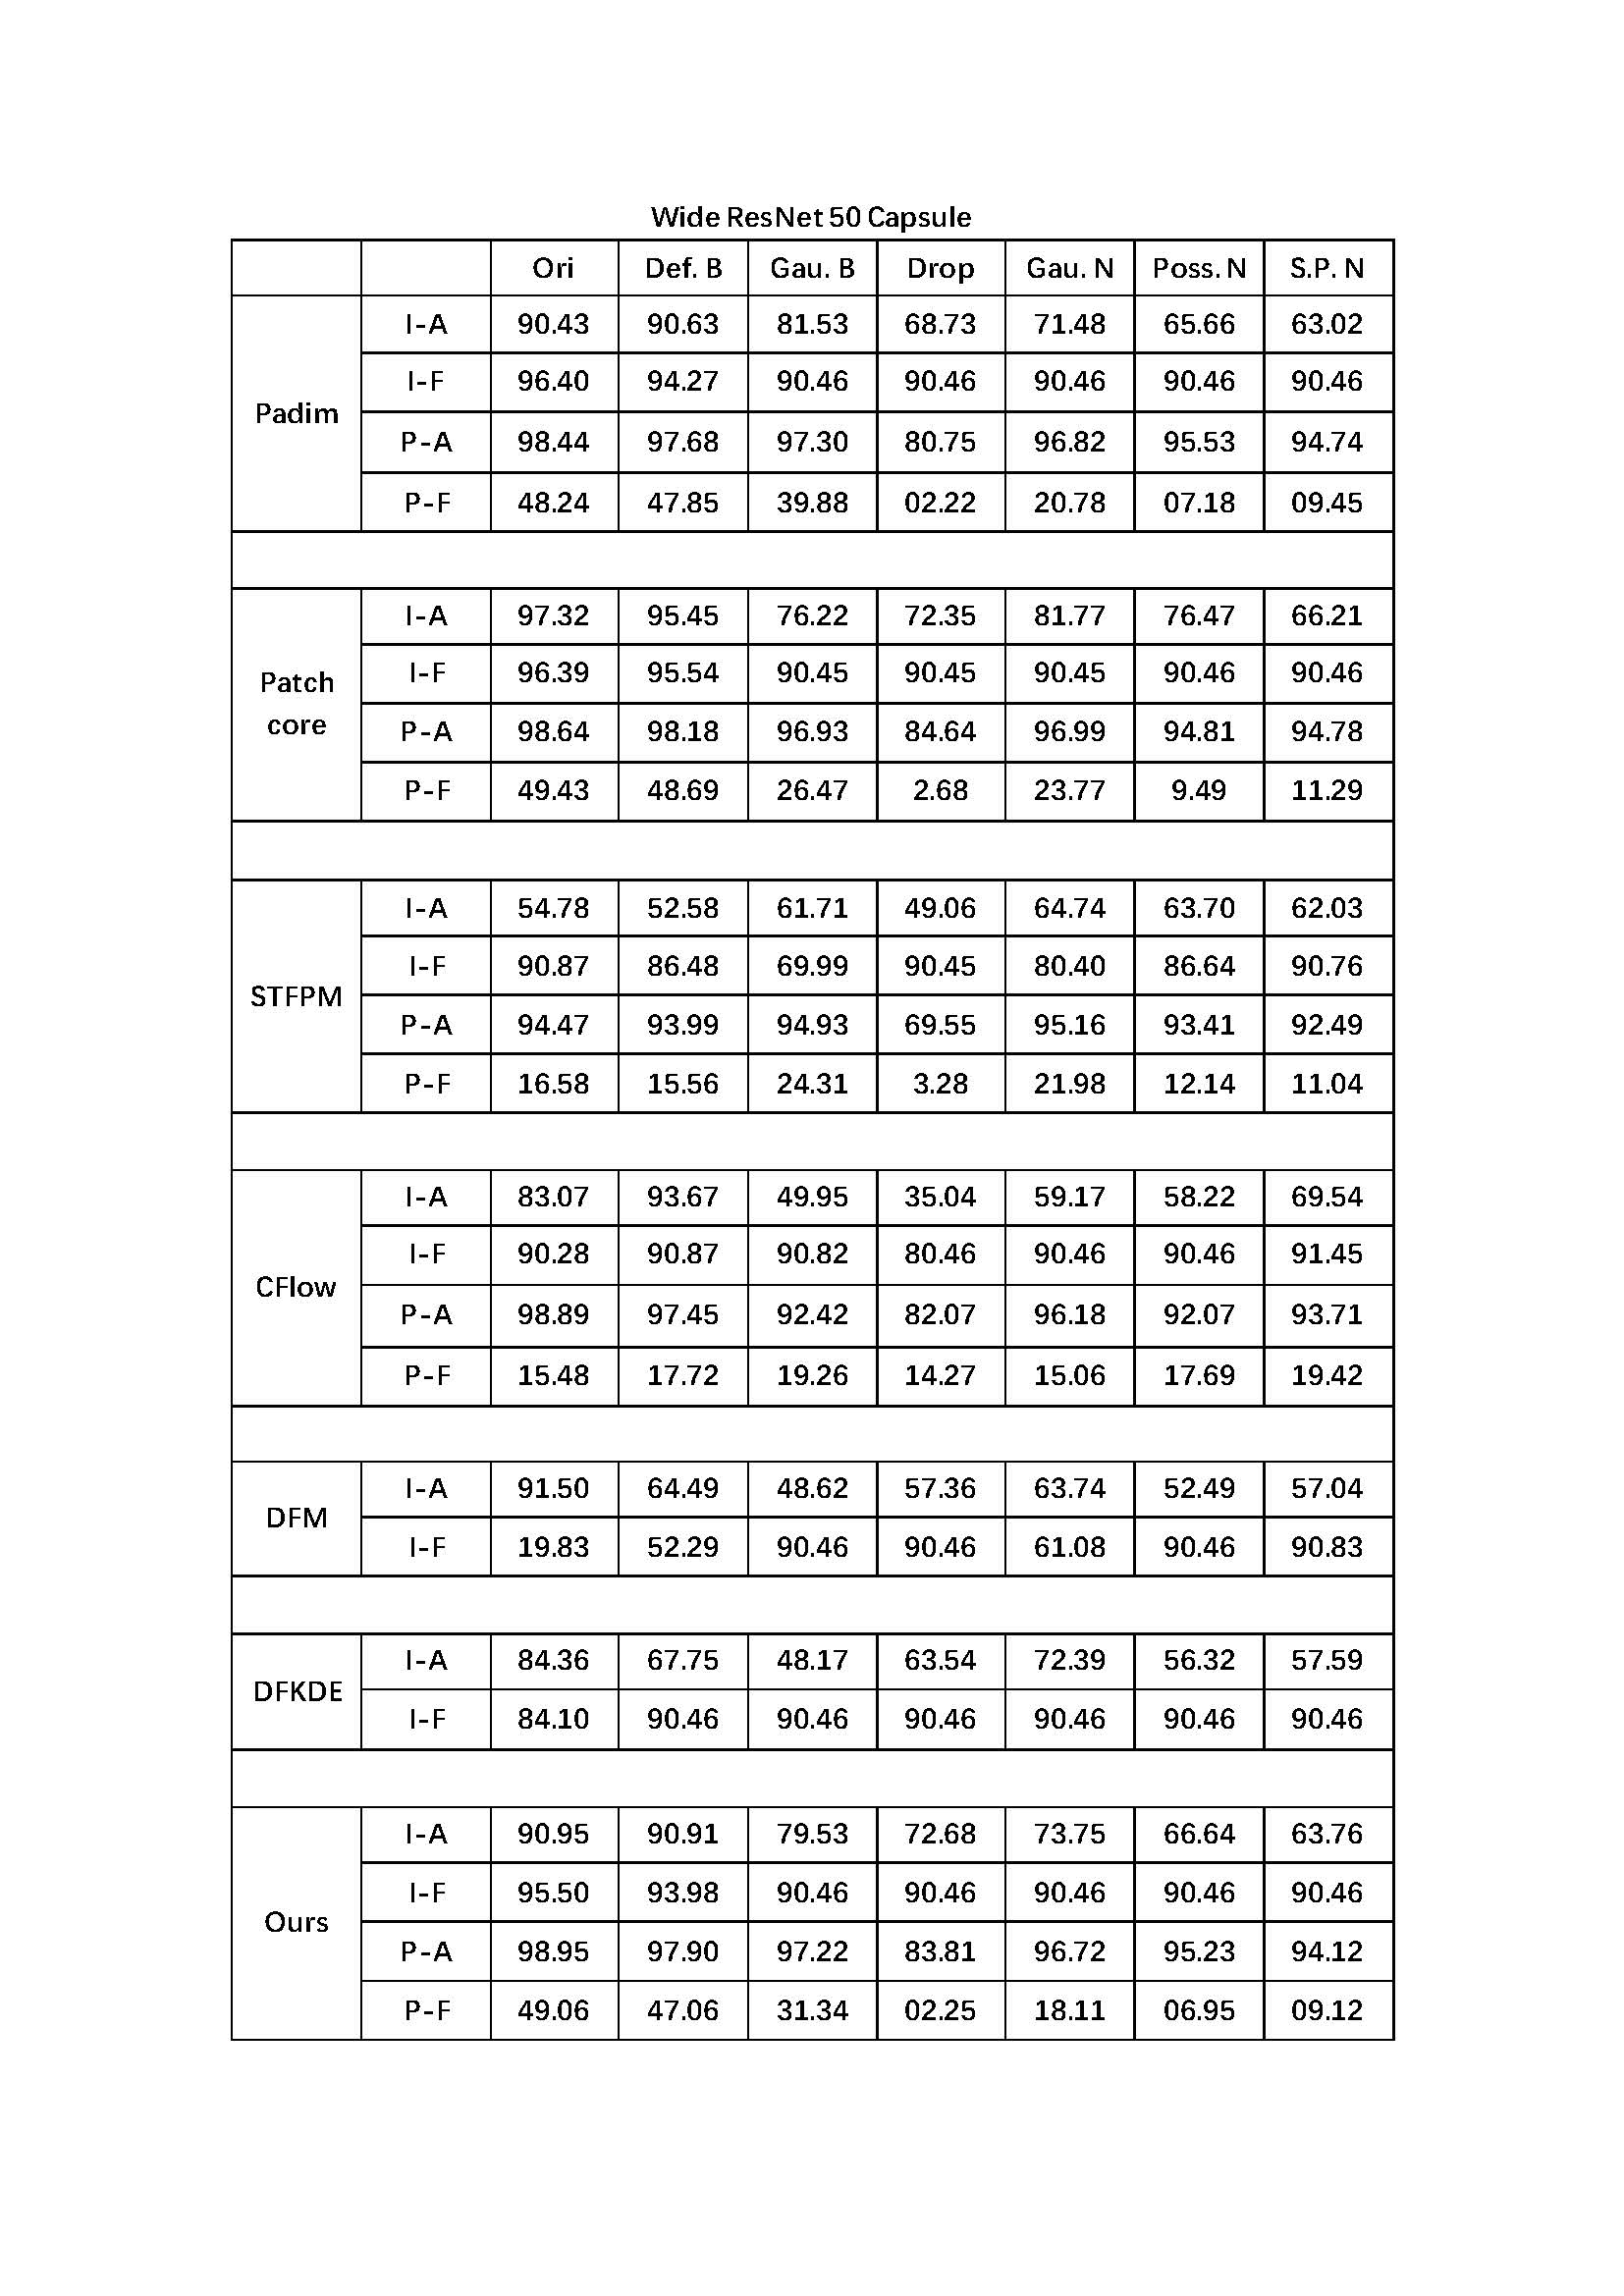 Wide ResNet 50 Capsule
Ori Def. B Gau. B Drop Gau. N Poss. N S.P. N
Padim
I-A 90.43 90.63 81.53 68.73 71.48 65.66 63.02
I-F 96.40 94.27 90.46 90.46 90.46 90.46 90.46
P-A 98.44 97.68 97.30 80.75 96.82 95.53 94.74
P-F 48.24 47.85 39.88 02.22 20.78 07.18 09.45
Patch
core
I-A 97.32 95.45 76.22 72.35 81.77 76.47 66.21
I-F 96.39 95.54 90.45 90.45 90.45 90.46 90.46
P-A 98.64 98.18 96.93 84.64 96.99 94.81 94.78
P-F 49.43 48.69 26.47 2.68 23.77 9.49 11.29
STFPM
I-A 54.78 52.58 61.71 49.06 64.74 63.70 62.03
I-F 90.87 86.48 69.99 90.45 80.40 86.64 90.76
P-A 94.47 93.99 94.93 69.55 95.16 93.41 92.49
P-F 16.58 15.56 24.31 3.28 21.98 12.14 11.04
CFlow
I-A 83.07 93.67 49.95 35.04 59.17 58.22 69.54
I-F 90.28 90.87 90.82 80.46 90.46 90.46 91.45
P-A 98.89 97.45 92.42 82.07 96.18 92.07 93.71
P-F 15.48 17.72 19.26 14.27 15.06 17.69 19.42
DFM
I-A 91.50 64.49 48.62 57.36 63.74 52.49 57.04
I-F 19.83 52.29 90.46 90.46 61.08 90.46 90.83
DFKDE
I-A 84.36 67.75 48.17 63.54 72.39 56.32 57.59
I-F 84.10 90.46 90.46 90.46 90.46 90.46 90.46
Ours
I-A 90.95 90.91 79.53 72.68 73.75 66.64 63.76
I-F 95.50 93.98 90.46 90.46 90.46 90.46 90.46
P-A 98.95 97.90 97.22 83.81 96.72 95.23 94.12
P-F 49.06 47.06 31.34 02.25 18.11 06.95 09.12